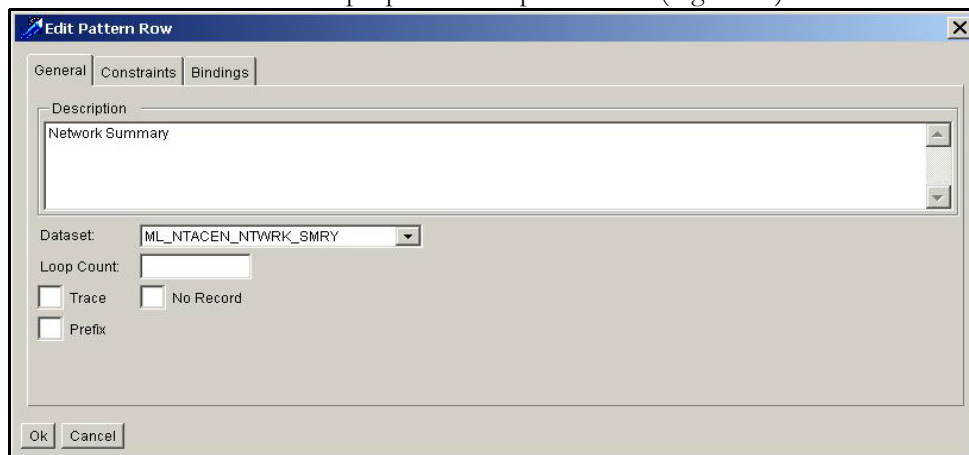 Edit Pattern Row
General Constraints Bindings
Description
Network Summary
Dataset: ML_NTACEN_NTWRK_SMRY
Loop Count:
Trace No Record
Prefix
Ok Cancel